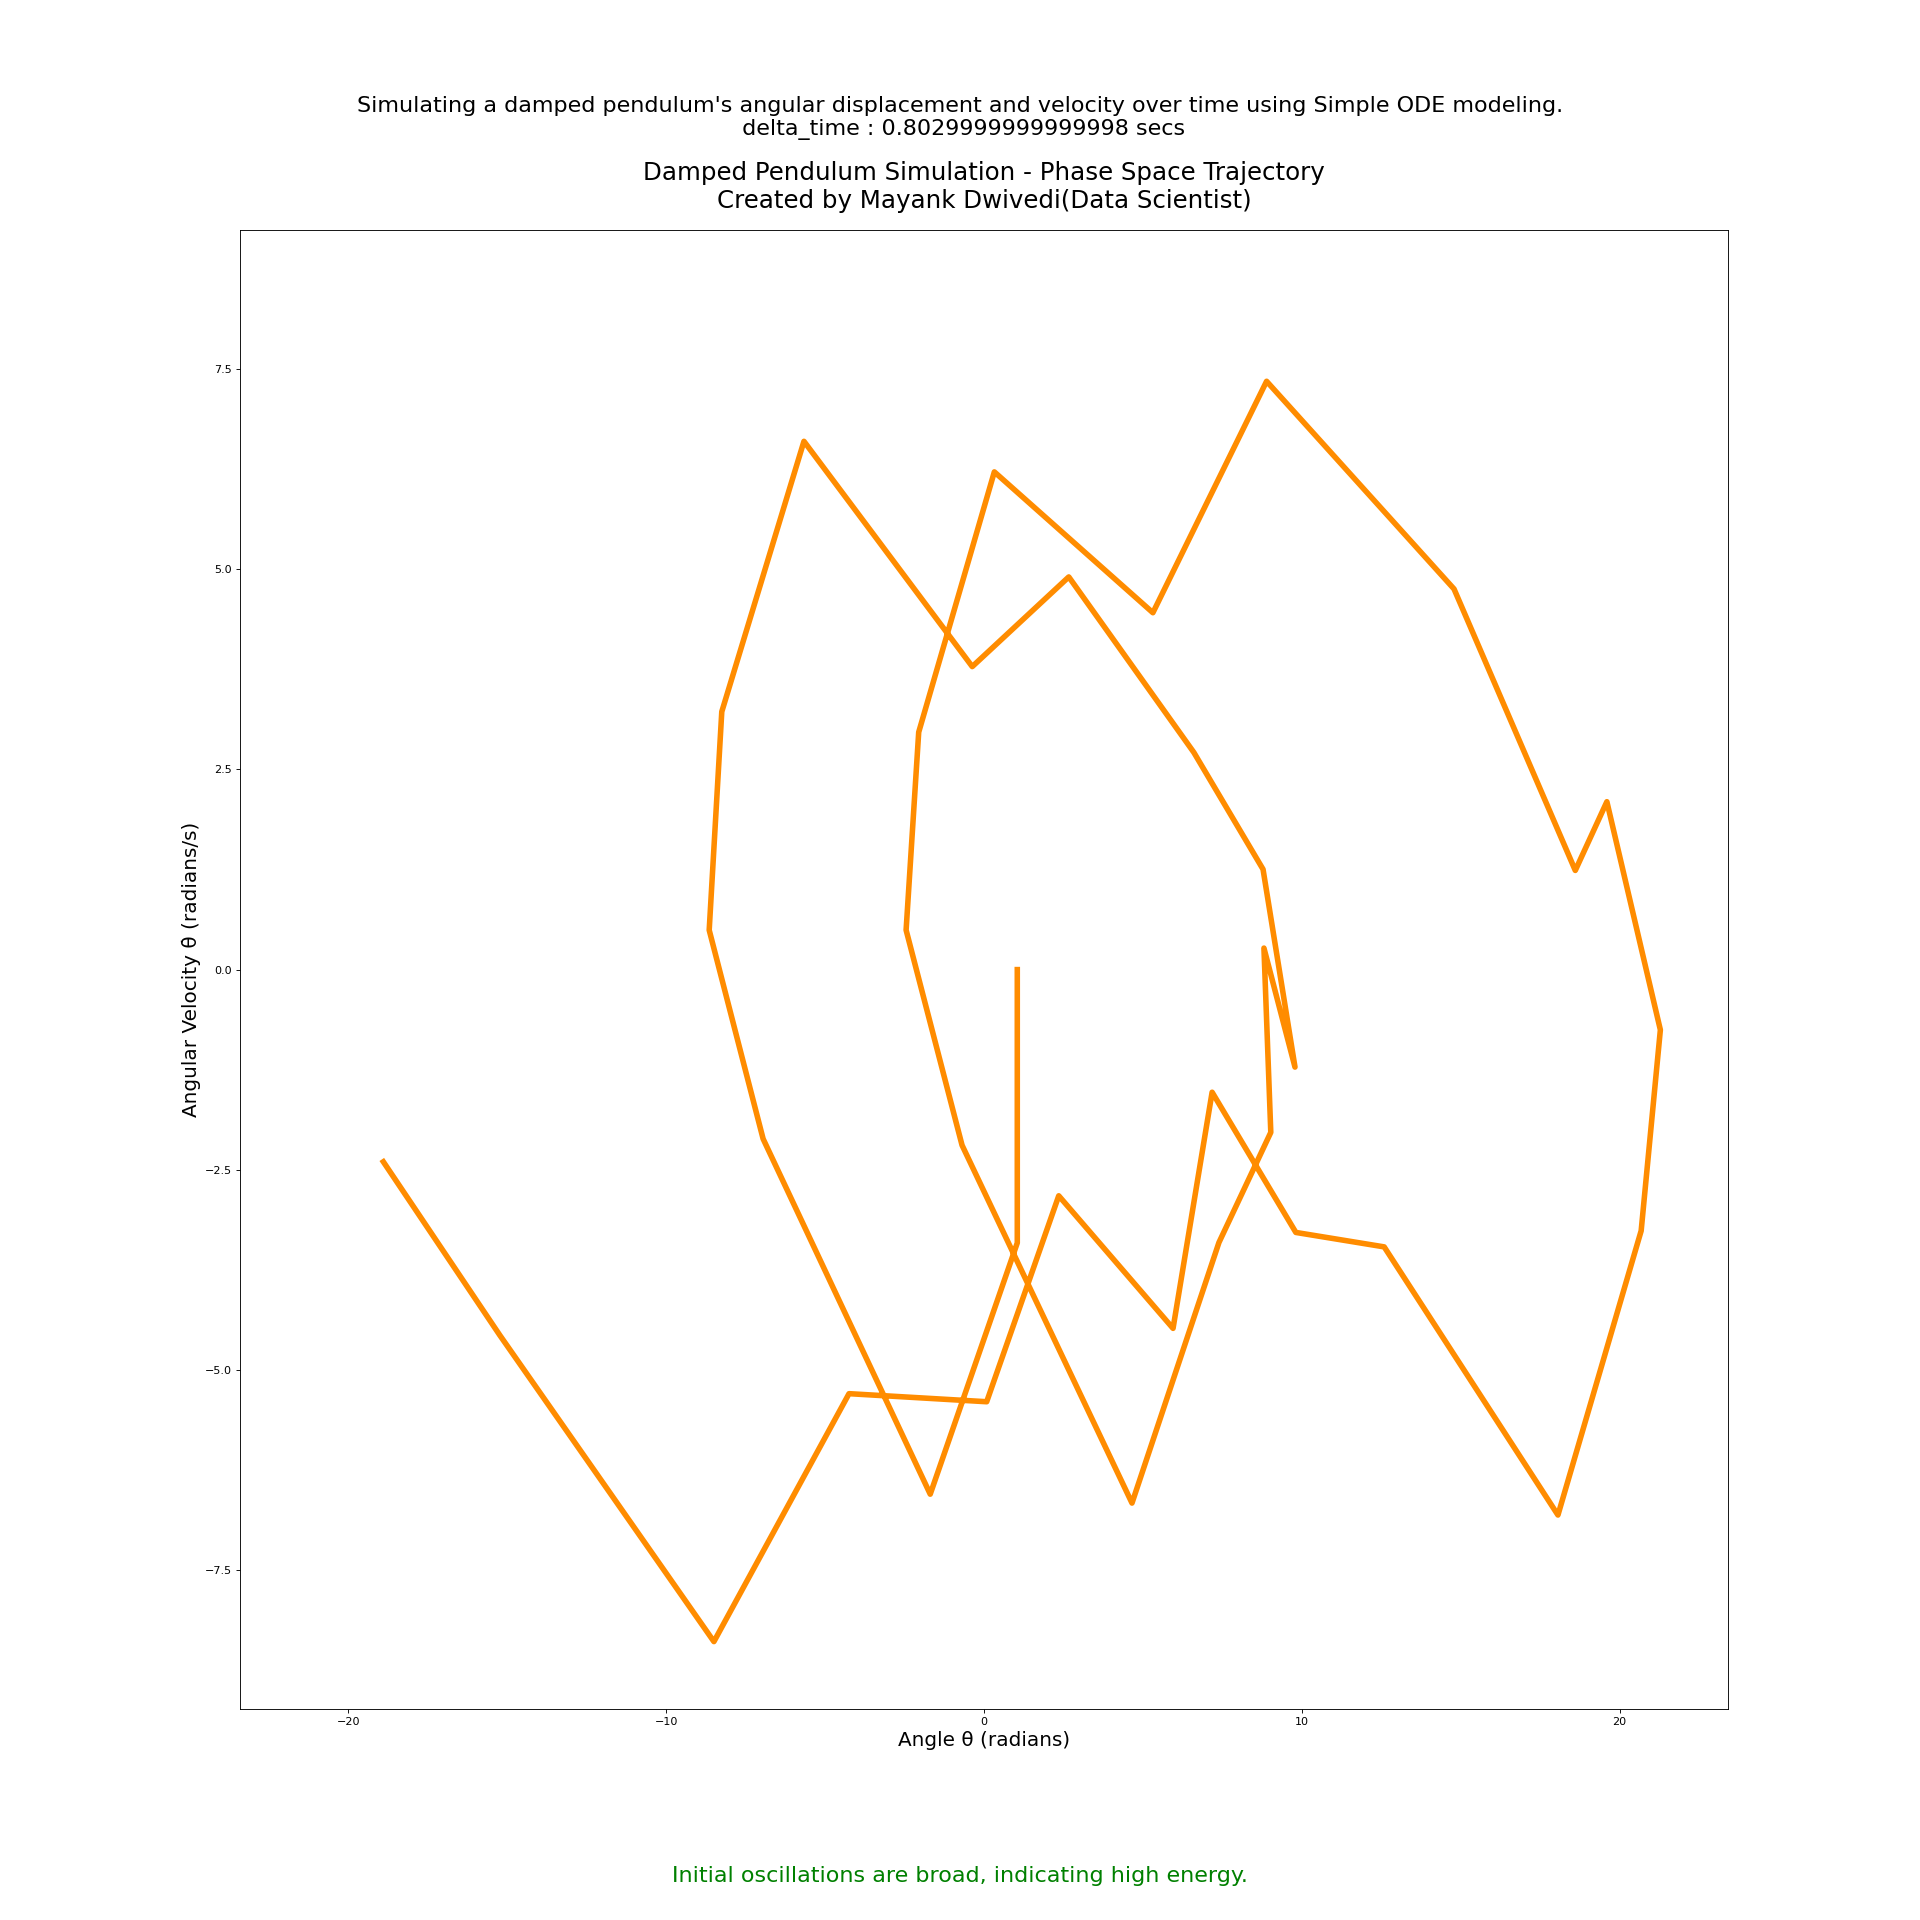 Simulating a damped pendulum's angular displacement and velocity over time using Simple ODE modeling.
delta_time : 0.8029999999999998 secs
Damped Pendulum Simulation - Phase Space Trajectory
Created by Mayank Dwivedi(Data Scientist)
7.5
5.0
2.5
0.0
−2.5
−5.0
−7.5
Angular Velocity θ (radians/s)
−20
−10
0
10
20
Angle θ (radians)
Initial oscillations are broad, indicating high energy.